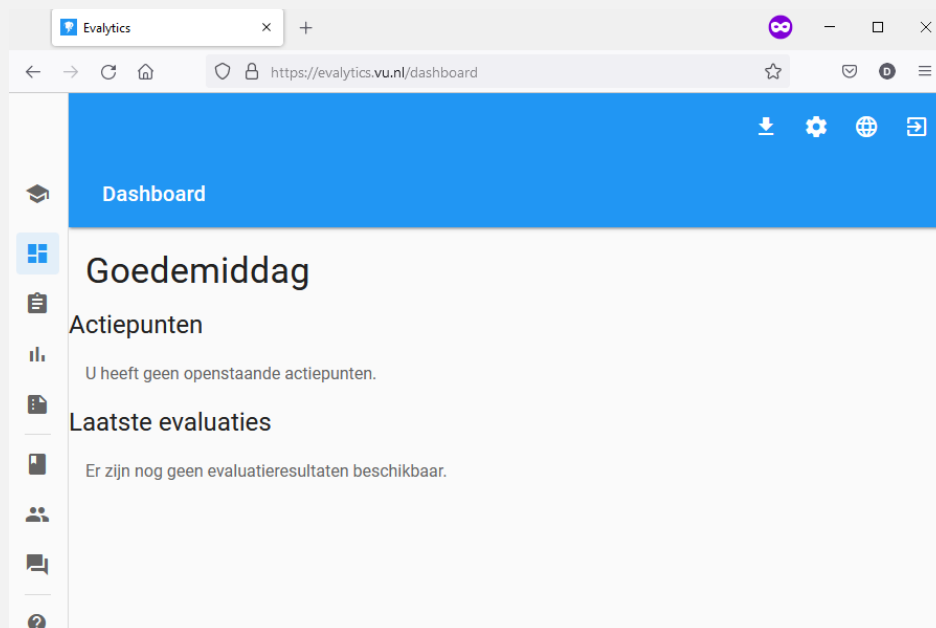 Evalytics
https://evalytics.vu.nl/dashboard
D
Dashboard
Goedemiddag
Actiepunten
U heeft geen openstaande actiepunten.
Laatste evaluaties
Er zijn nog geen evaluatieresultaten beschikbaar.